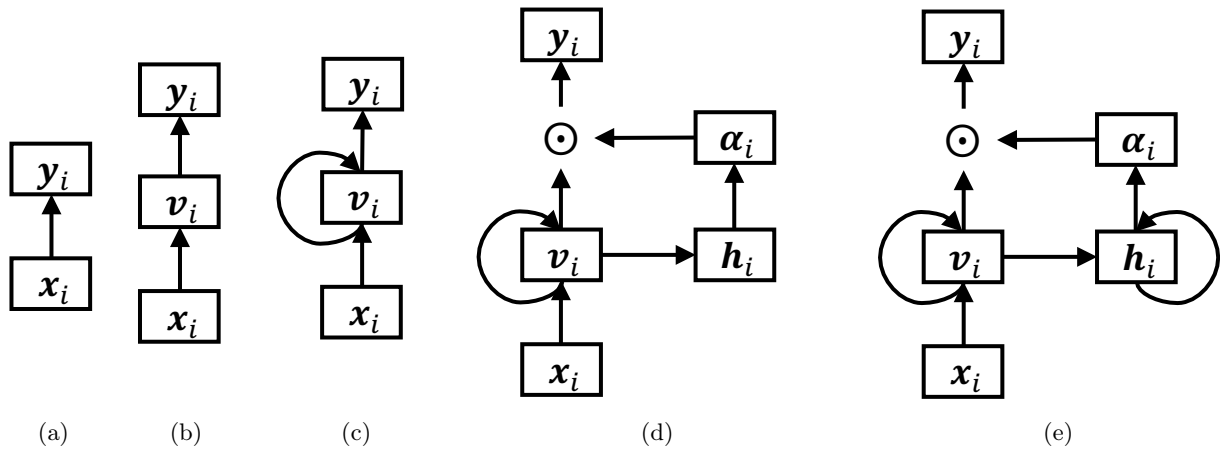 y_i
x_i
(a)
y_i
v_i
x_i
(b)
y_i
v_i
x_i
(c)
y_i
⊙
α_i
v_i
h_i
x_i
(d)
y_i
⊙
α_i
v_i
h_i
x_i
(e)